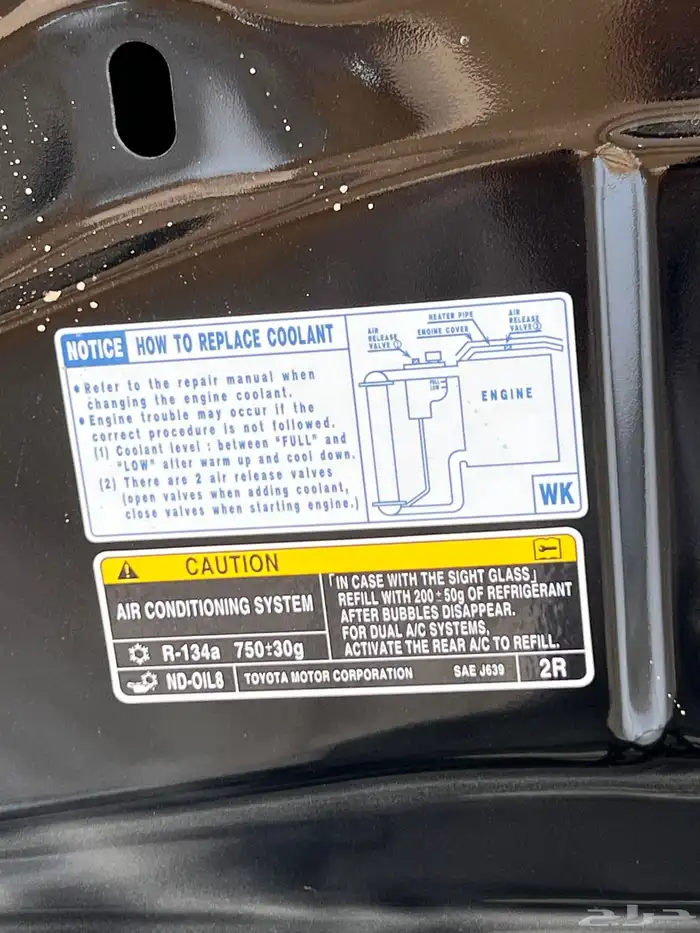 NOTICE HOW TO REPLACE COOLANT
•Refer to the repair manual when
changing the engine coolant.
•Engine trouble may occur if the
correct procedure is not followed.
(1) Coolant level : between "FULL" and
"LOW" after warm up and cool down.
(2) There are 2 air release valves
(open valves when adding coolant,
close valves when starting engine.)
AIR
RELEASE
VALVE①
HEATER PIPE
ENGINE COVER
AIR
RELEASE
VALVE②
FULL
LOW
ENGINE
WK
CAUTION
AIR CONDITIONING SYSTEM
R-134a 750±30g
ND-OIL8
「IN CASE WITH THE SIGHT GLASS」
REFILL WITH 200±50g OF REFRIGERANT
AFTER BUBBLES DISAPPEAR.
FOR DUAL A/C SYSTEMS,
ACTIVATE THE REAR A/C TO REFILL.
TOYOTA MOTOR CORPORATION SAE J639 2R
حراج